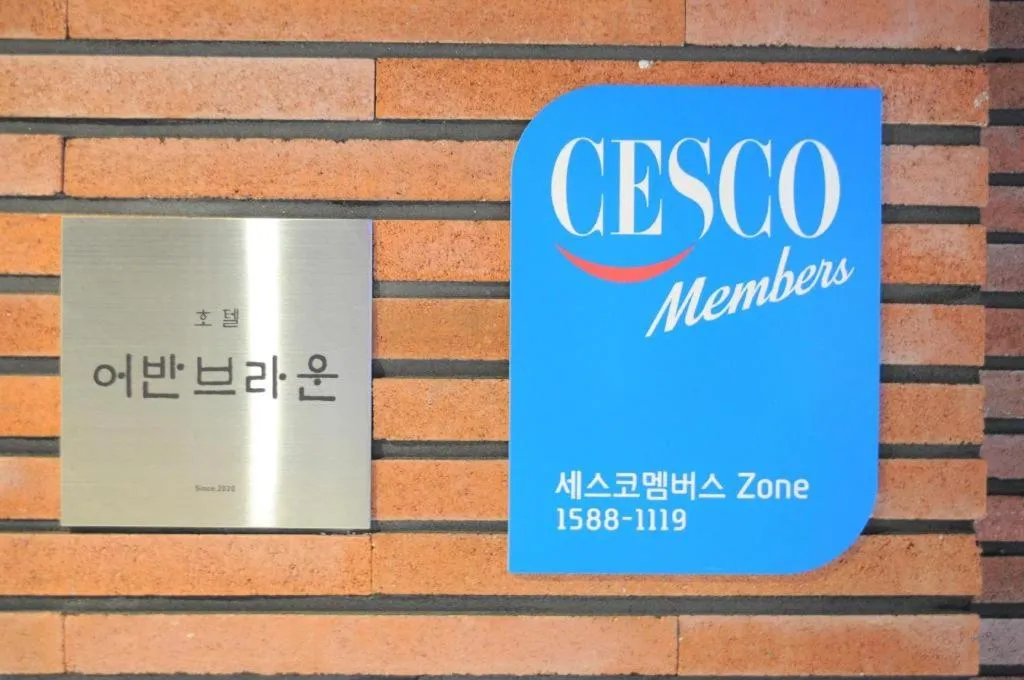 호텔
어반브라운
Since.2020
CESCO
Members
세스코멤버스 Zone
1588-1119